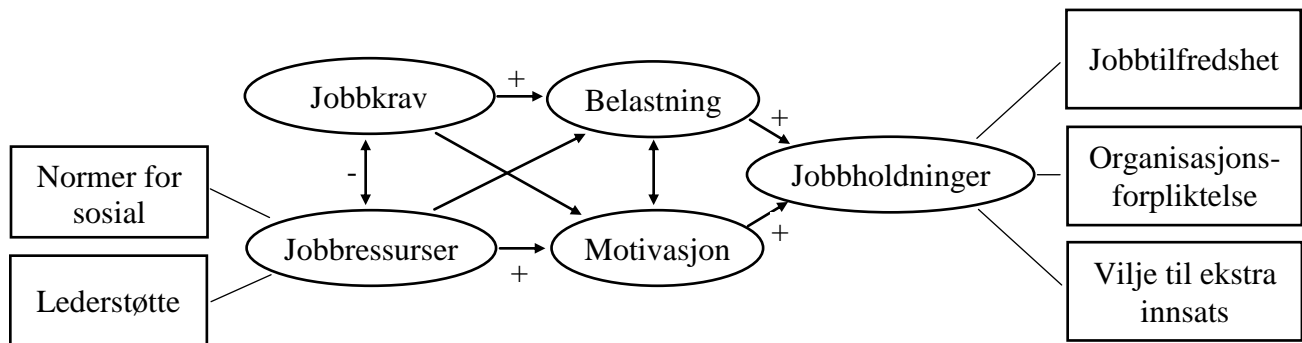 Jobbtilfredshet
Jobbkrav
+
Belastning
+
Organisasjons-
forpliktelse
Normer for
sosial
-
Jobbholdninger
Jobbressurser
+
Motivasjon
+
Lederstøtte
Vilje til ekstra
innsats